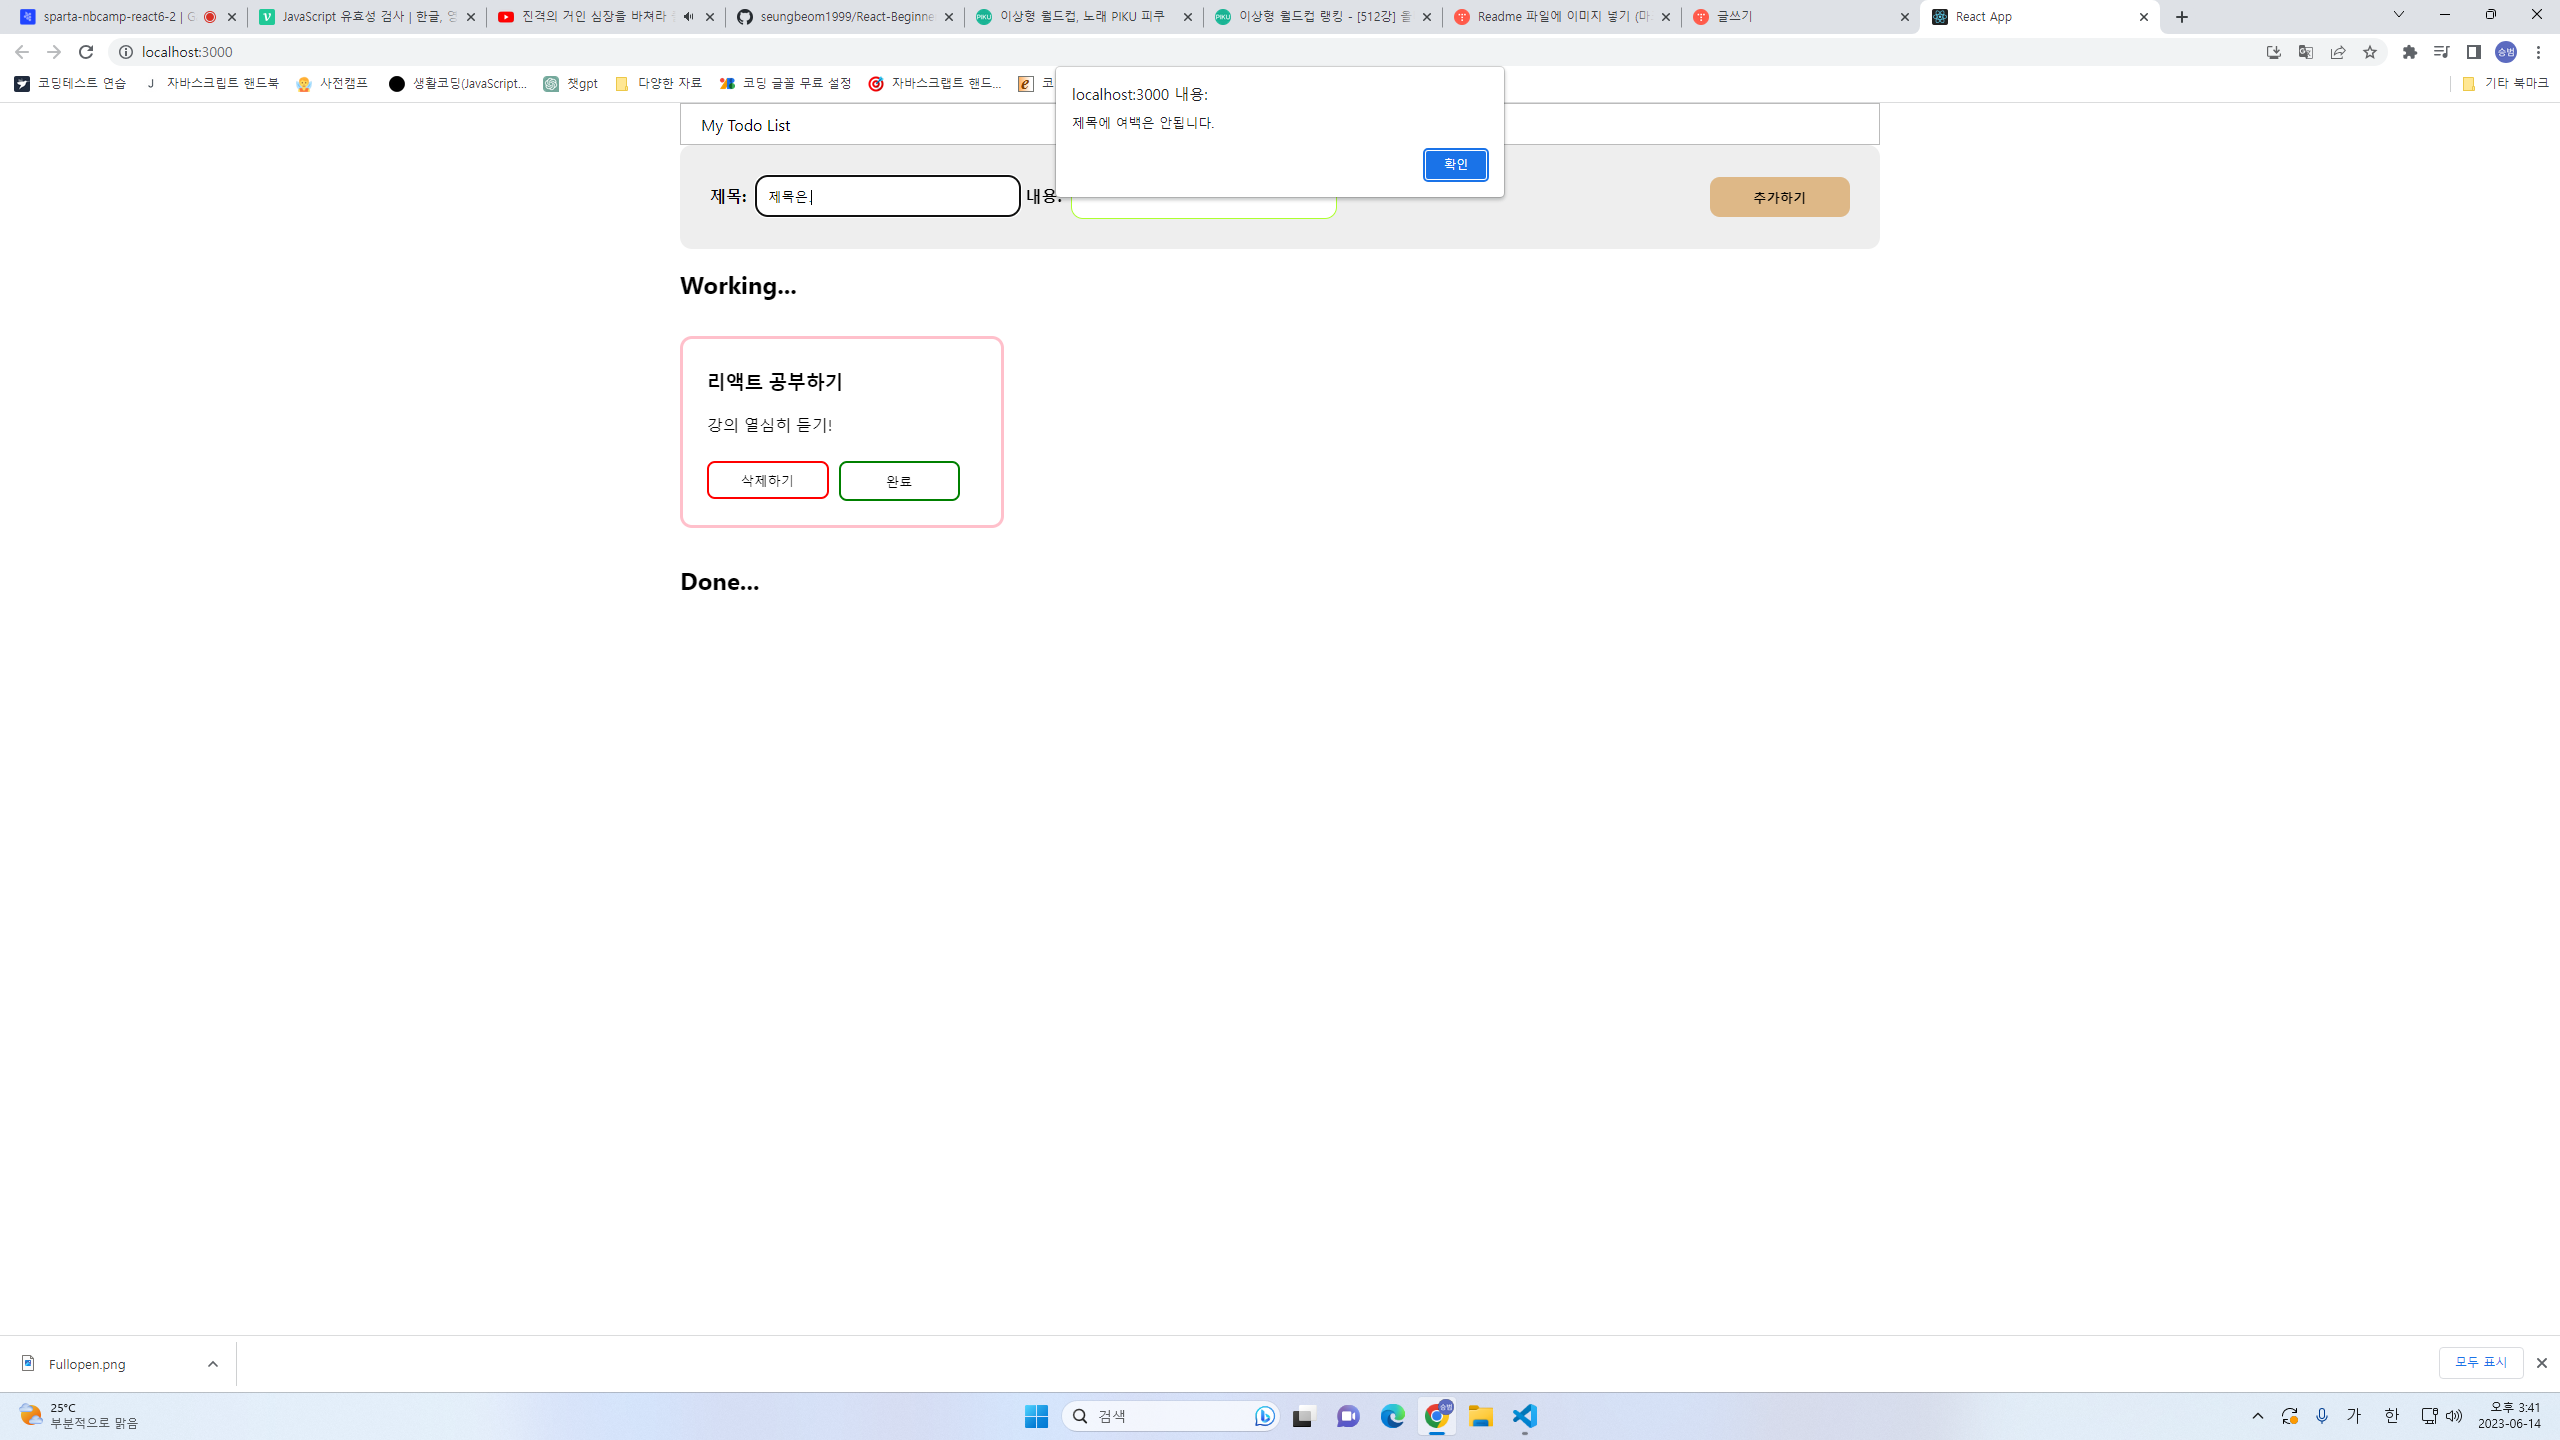 sparta-nbcamp-react6-2 | G
JavaScript 유효성 검사 | 한글, 영
진격의 거인 심장을 바쳐라
seungbeom1999/React-Beginne
이상형 월드컵, 노래 PIKU 피쿠
이상형 월드컵 랭킹 - [512강] 올
Readme 파일에 이미지 넣기 (마
글쓰기
React App
localhost:3000
승범
코딩테스트 연습
J 자바스크립트 핸드북
사전캠프
생활코딩(JavaScript...
챗gpt
다양한 자료
코딩 글꼴 무료 설정
자바스크랩트 핸드...
코
기타 북마크
localhost:3000 내용:
제목에 여백은 안됩니다.
확인
My Todo List
제목:
제목은
내용:
추가하기
Working...
리액트 공부하기
강의 열심히 듣기!
삭제하기
완료
Done...
Fullopen.png
모두 표시
25°C
부분적으로 맑음
검색
승범
가
한
오후 3:41
2023-06-14